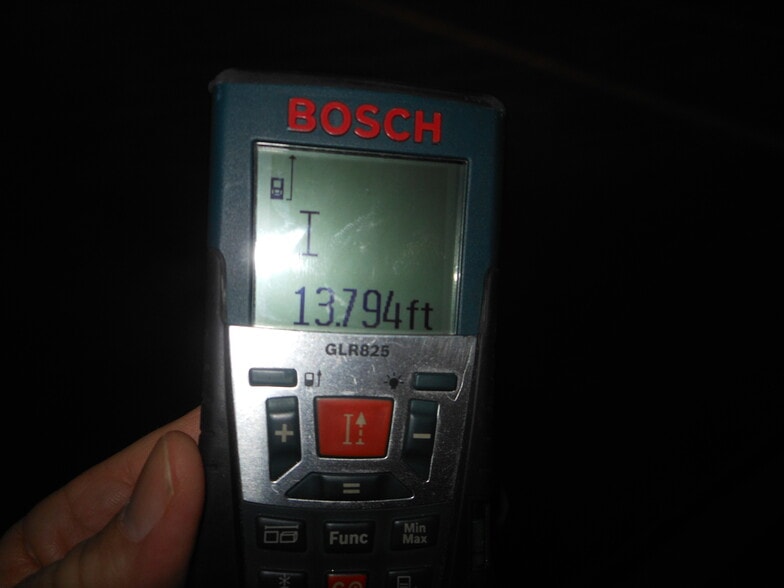 BOSCH
13.794ft
GLR825
+
-
=
Func
Min
Max